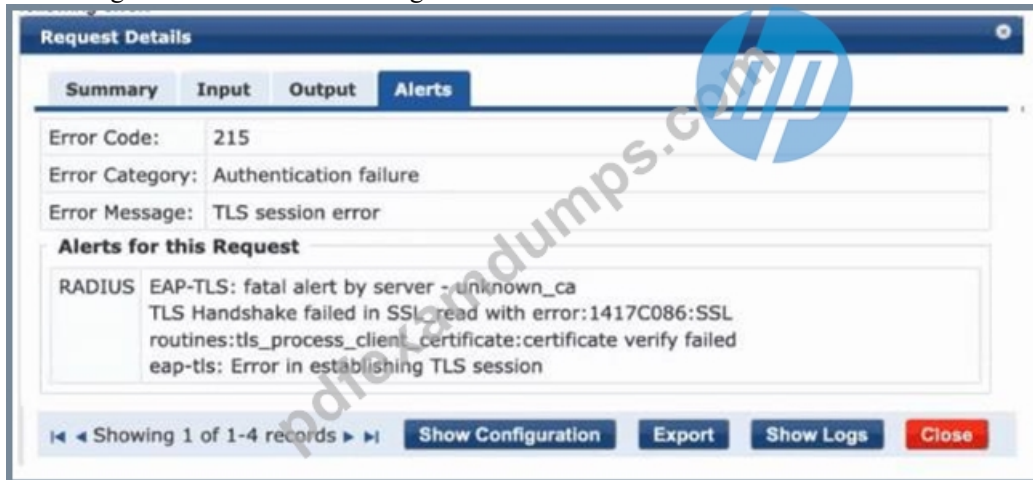 Request Details
Summary Input Output Alerts
Error Code: 215
Error Category: Authentication failure
Error Message: TLS session error
Alerts for this Request
RADIUS EAP-TLS: fatal alert by server - unknown_ca
TLS Handshake failed in SSL_read with error:1417C086:SSL
routines:tls_process_client_certificate:certificate verify failed
eap-tls: Error in establishing TLS session
Showing 1 of 1-4 records Show Configuration Export Show Logs Close
hp
pdfexamdumps.com